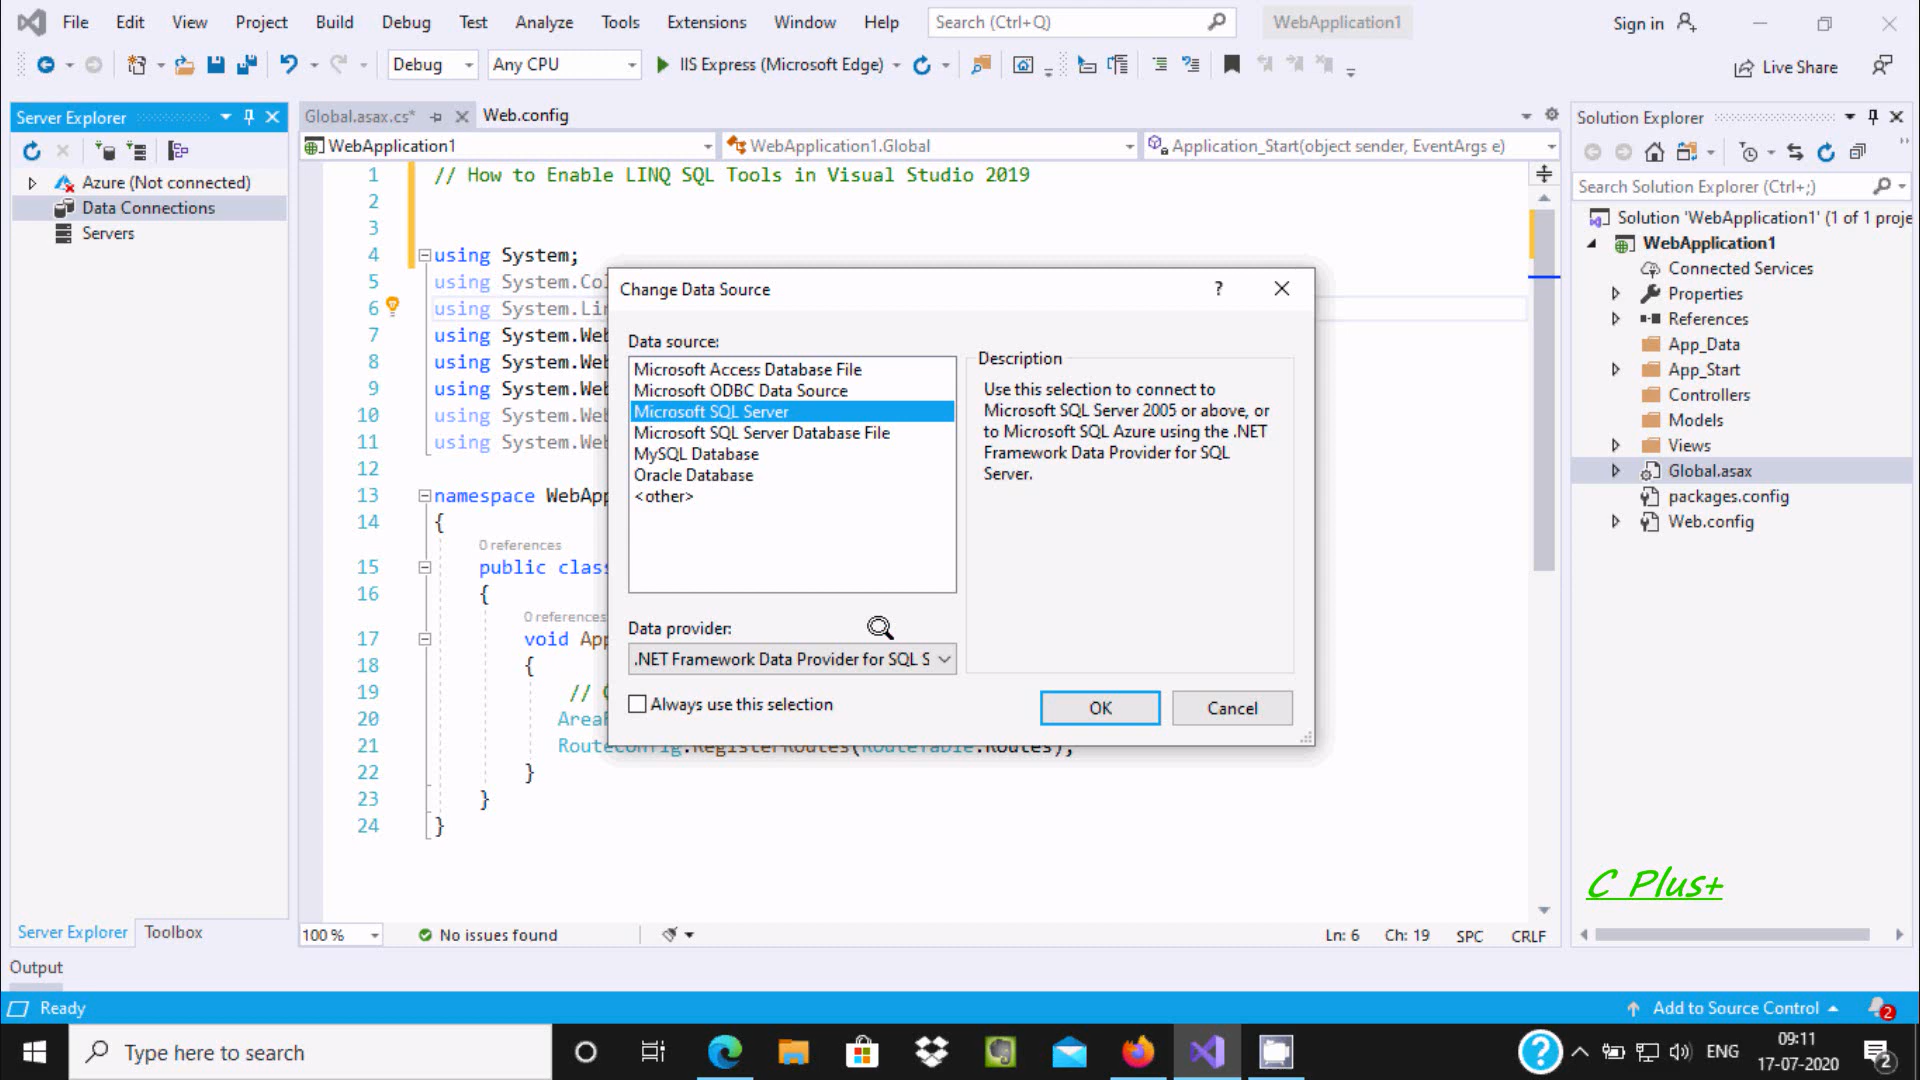 File Edit View Project Build Debug Test Analyze Tools Extensions Window Help Search (Ctrl+Q) WebApplication1 Sign in
Debug Any CPU IIS Express (Microsoft Edge) Live Share
Server Explorer
Azure (Not connected)
Data Connections
Servers
Server Explorer Toolbox
Global.asax.cs* Web.config
WebApplication1 WebApplication1.Global Application_Start(object sender, EventArgs e)
1 // How to Enable LINQ SQL Tools in Visual Studio 2019
2
3
4 using System;
5 using System.Col
6 using System.Lin
7 using System.Web
8 using System.Web
9 using System.Web
10 using System.Web
11 using System.Web
12
13 namespace WebApp
14 {
0 references
15 public class
16 {
0 references
17 void App
18 {
19 //
20 Area
21 RouteConfig.RegisterRoutes(RouteTable.Routes);
22 }
23 }
24 }
Change Data Source ?
Data source:
Microsoft Access Database File
Microsoft ODBC Data Source
Microsoft SQL Server
Microsoft SQL Server Database File
MySQL Database
Oracle Database
<other>
Description
Use this selection to connect to
Microsoft SQL Server 2005 or above, or
to Microsoft SQL Azure using the .NET
Framework Data Provider for SQL
Server.
Data provider:
.NET Framework Data Provider for SQL S
Always use this selection
OK Cancel
100 % No issues found Ln: 6 Ch: 19 SPC CRLF
Solution Explorer
Search Solution Explorer (Ctrl+;)
Solution 'WebApplication1' (1 of 1 proje
WebApplication1
Connected Services
Properties
References
App_Data
App_Start
Controllers
Models
Views
Global.asax
packages.config
Web.config
C Plus+
Output
Ready Add to Source Control 2
Type here to search ENG 09:11
17-07-2020 2